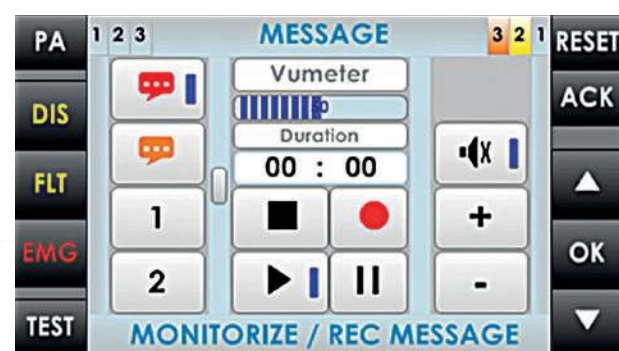 PA
DIS
FLT
EMG
TEST
1 2 3
MESSAGE
3 2 1
Vumeter
Duration
00 : 00
1
2
X
+
-
MONITORIZE / REC MESSAGE
RESET
ACK
OK